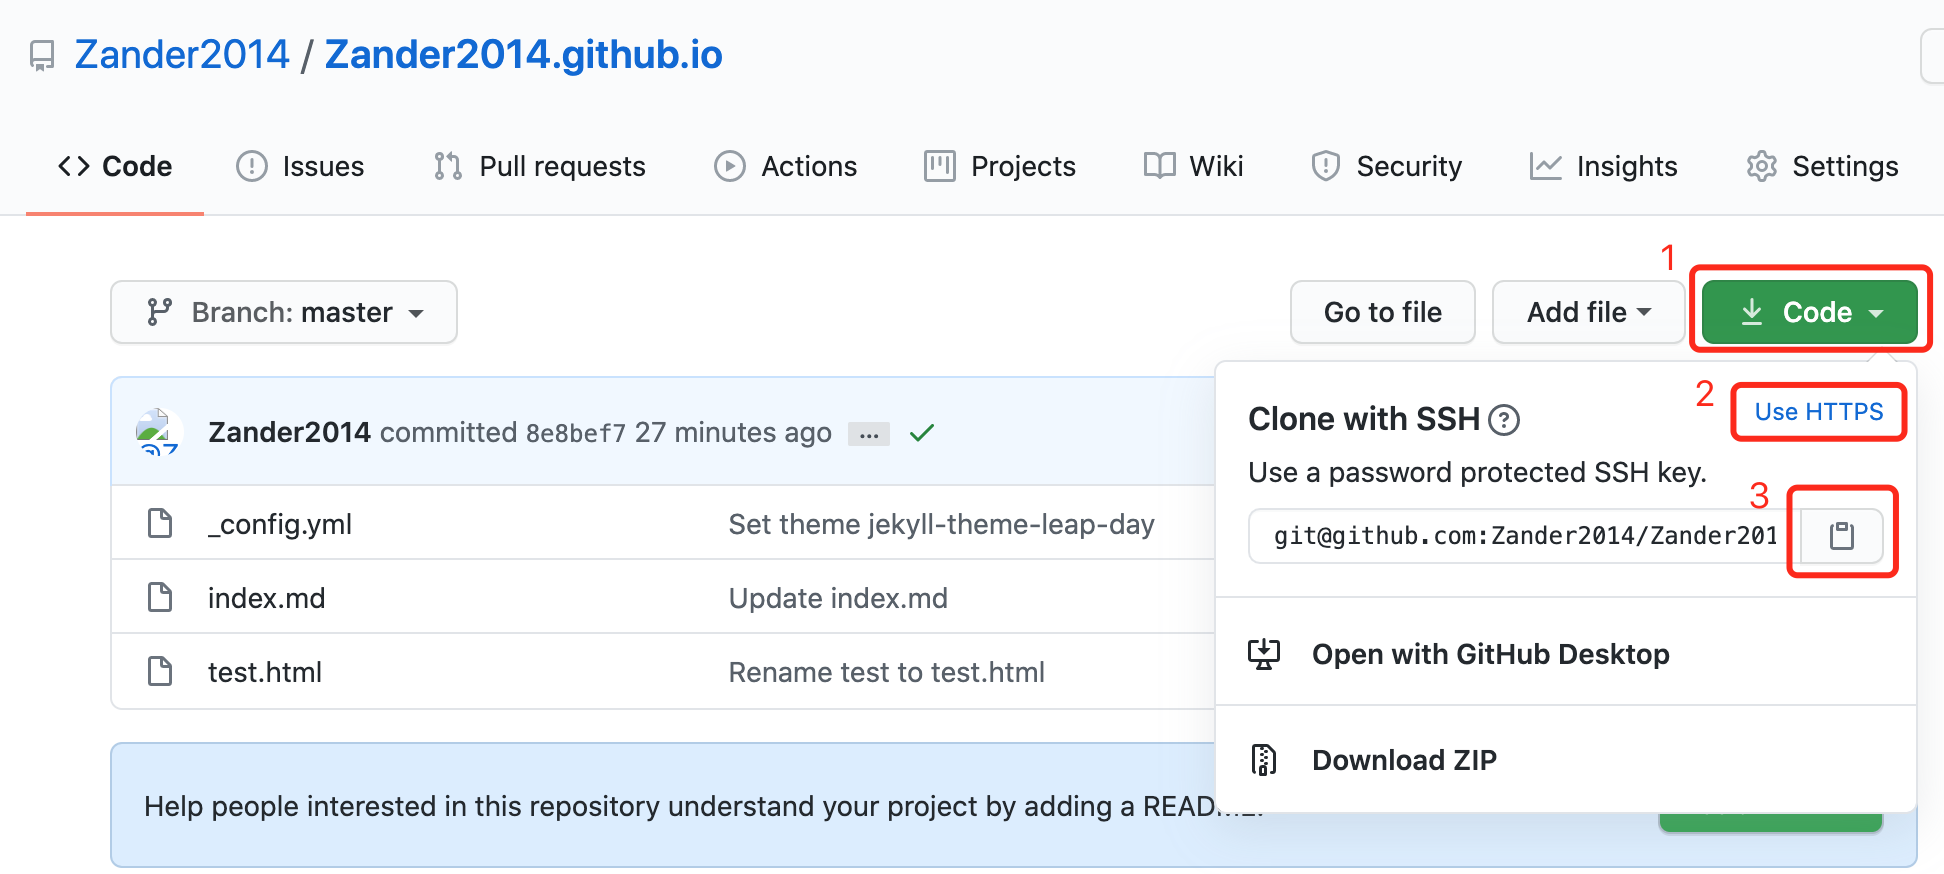 Zander2014 / Zander2014.github.io
Code Issues Pull requests Actions Projects Wiki Security Insights Settings
1
Branch: master Go to file Add file Code
Zander2014 committed 8e8bef7 27 minutes ago ...
2
Clone with SSH ? Use HTTPS
Use a password protected SSH key.
3
git@github.com:Zander2014/Zander201
_config.yml Set theme jekyll-theme-leap-day
index.md Update index.md
test.html Rename test to test.html
Open with GitHub Desktop
Download ZIP
Help people interested in this repository understand your project by adding a README.